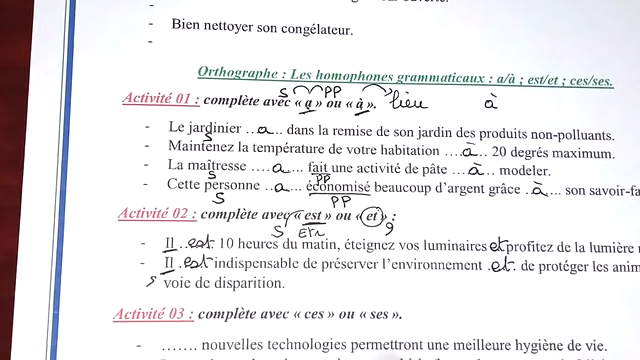 Bien nettoyer son congélateur.
Orthographe : Les homophones grammaticaux : a/à ; est/et ; ces/ses.
S PP
Activité 01 : complète avec « a » ou « à ». lieu à
- Le jardinier ..a.... dans la remise de son jardin des produits non-polluants.
S
- Maintenez la température de votre habitation ....à.. 20 degrés maximum.
- La maîtresse ....a... fait une activité de pâte ...à... modeler.
S PP
- Cette personne ..a... économisé beaucoup d'argent grâce .à... son savoir-fa
S PP
Activité 02 : complète avec « est » ou « et » :
S
- Il ..est. 10 heures du matin, éteignez vos luminaires et profitez de la lumière
- Il .est indispensable de préserver l'environnement .et. de protéger les anim
s voie de disparition.
Activité 03 : complète avec « ces » ou « ses ».
- ....... nouvelles technologies permettront une meilleure hygiène de vie.